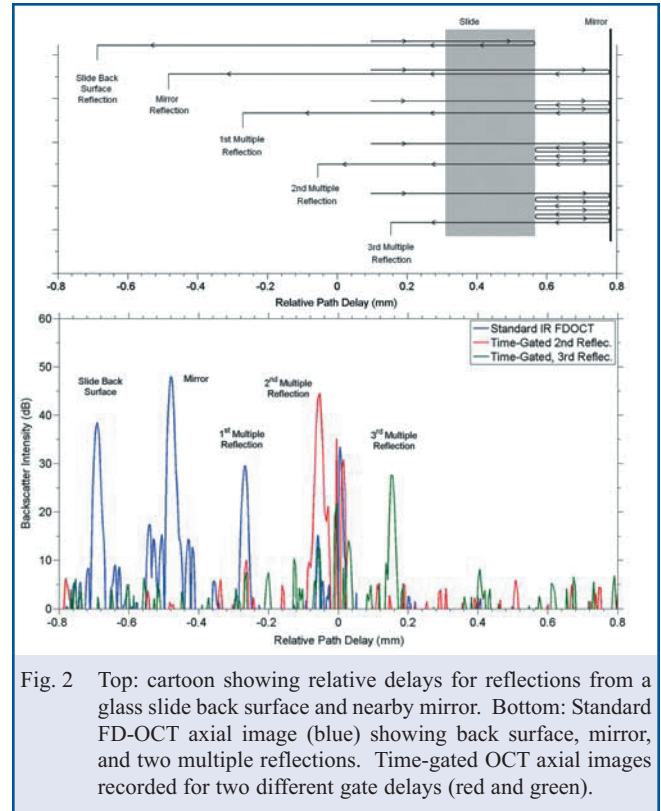 Slide
Mirror
Slide Back
Surface
Reflection
Mirror
Reflection
1st Multiple
Reflection
2nd Multiple
Reflection
3rd Multiple
Reflection
-0.8 -0.6 -0.4 -0.2 0 0.2 0.4 0.6 0.8
Relative Path Delay (mm)
60
50
40
30
20
10
0
Backscatter Intensity (dB)
Standard IR FDOCT
Time-Gated 2nd Reflec.
Time-Gated, 3rd Reflec.
Slide Back
Surface
Mirror
1st Multiple
Reflection
2nd Multiple
Reflection
3rd Multiple
Reflection
-0.8 -0.6 -0.4 -0.2 0 0.2 0.4 0.6 0.8
Relative Path Delay (mm)
Fig. 2 Top: cartoon showing relative delays for reflections from a
glass slide back surface and nearby mirror. Bottom: Standard
FD-OCT axial image (blue) showing back surface, mirror,
and two multiple reflections. Time-gated OCT axial images
recorded for two different gate delays (red and green).